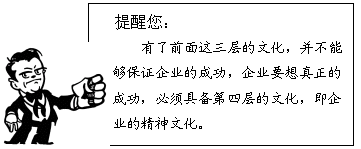 提醒您：
有了前面这三层的文化，并不能
够保证企业的成功，企业要想真正的
成功，必须具备第四层的文化，即企
业的精神文化。